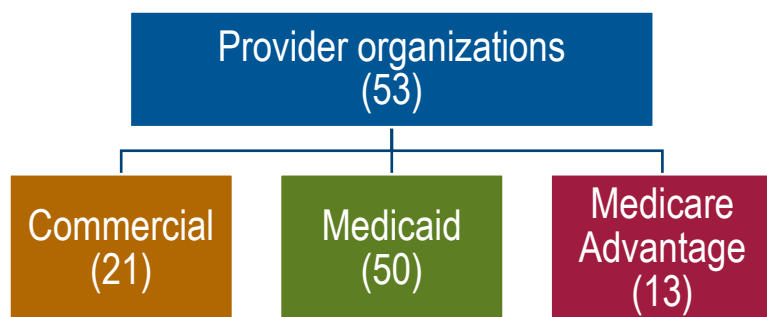 Provider organizations
(53)
Commercial
(21)
Medicaid
(50)
Medicare
Advantage
(13)